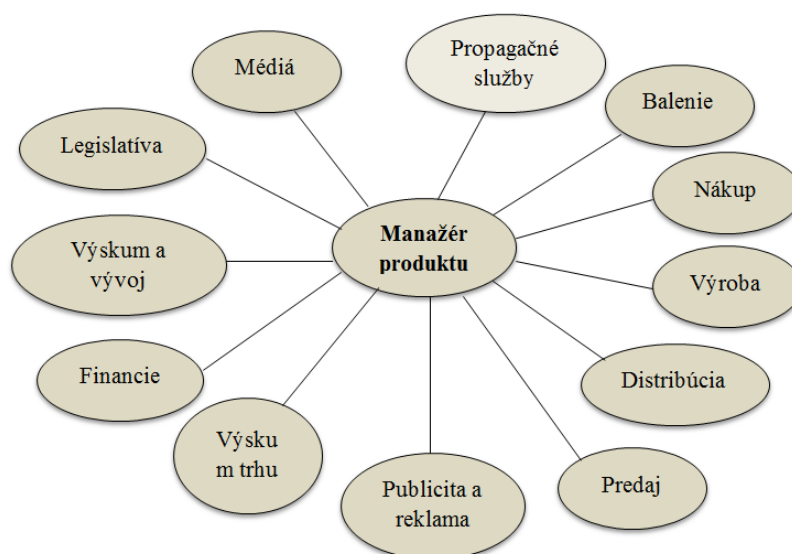 Médiá
Propagačné
služby
Balenie
Legislatíva
Nákup
Manažér
produktu
Výskum a
vývoj
Výroba
Financie
Distribúcia
Výsku
m trhu
Publicita a
reklama
Predaj